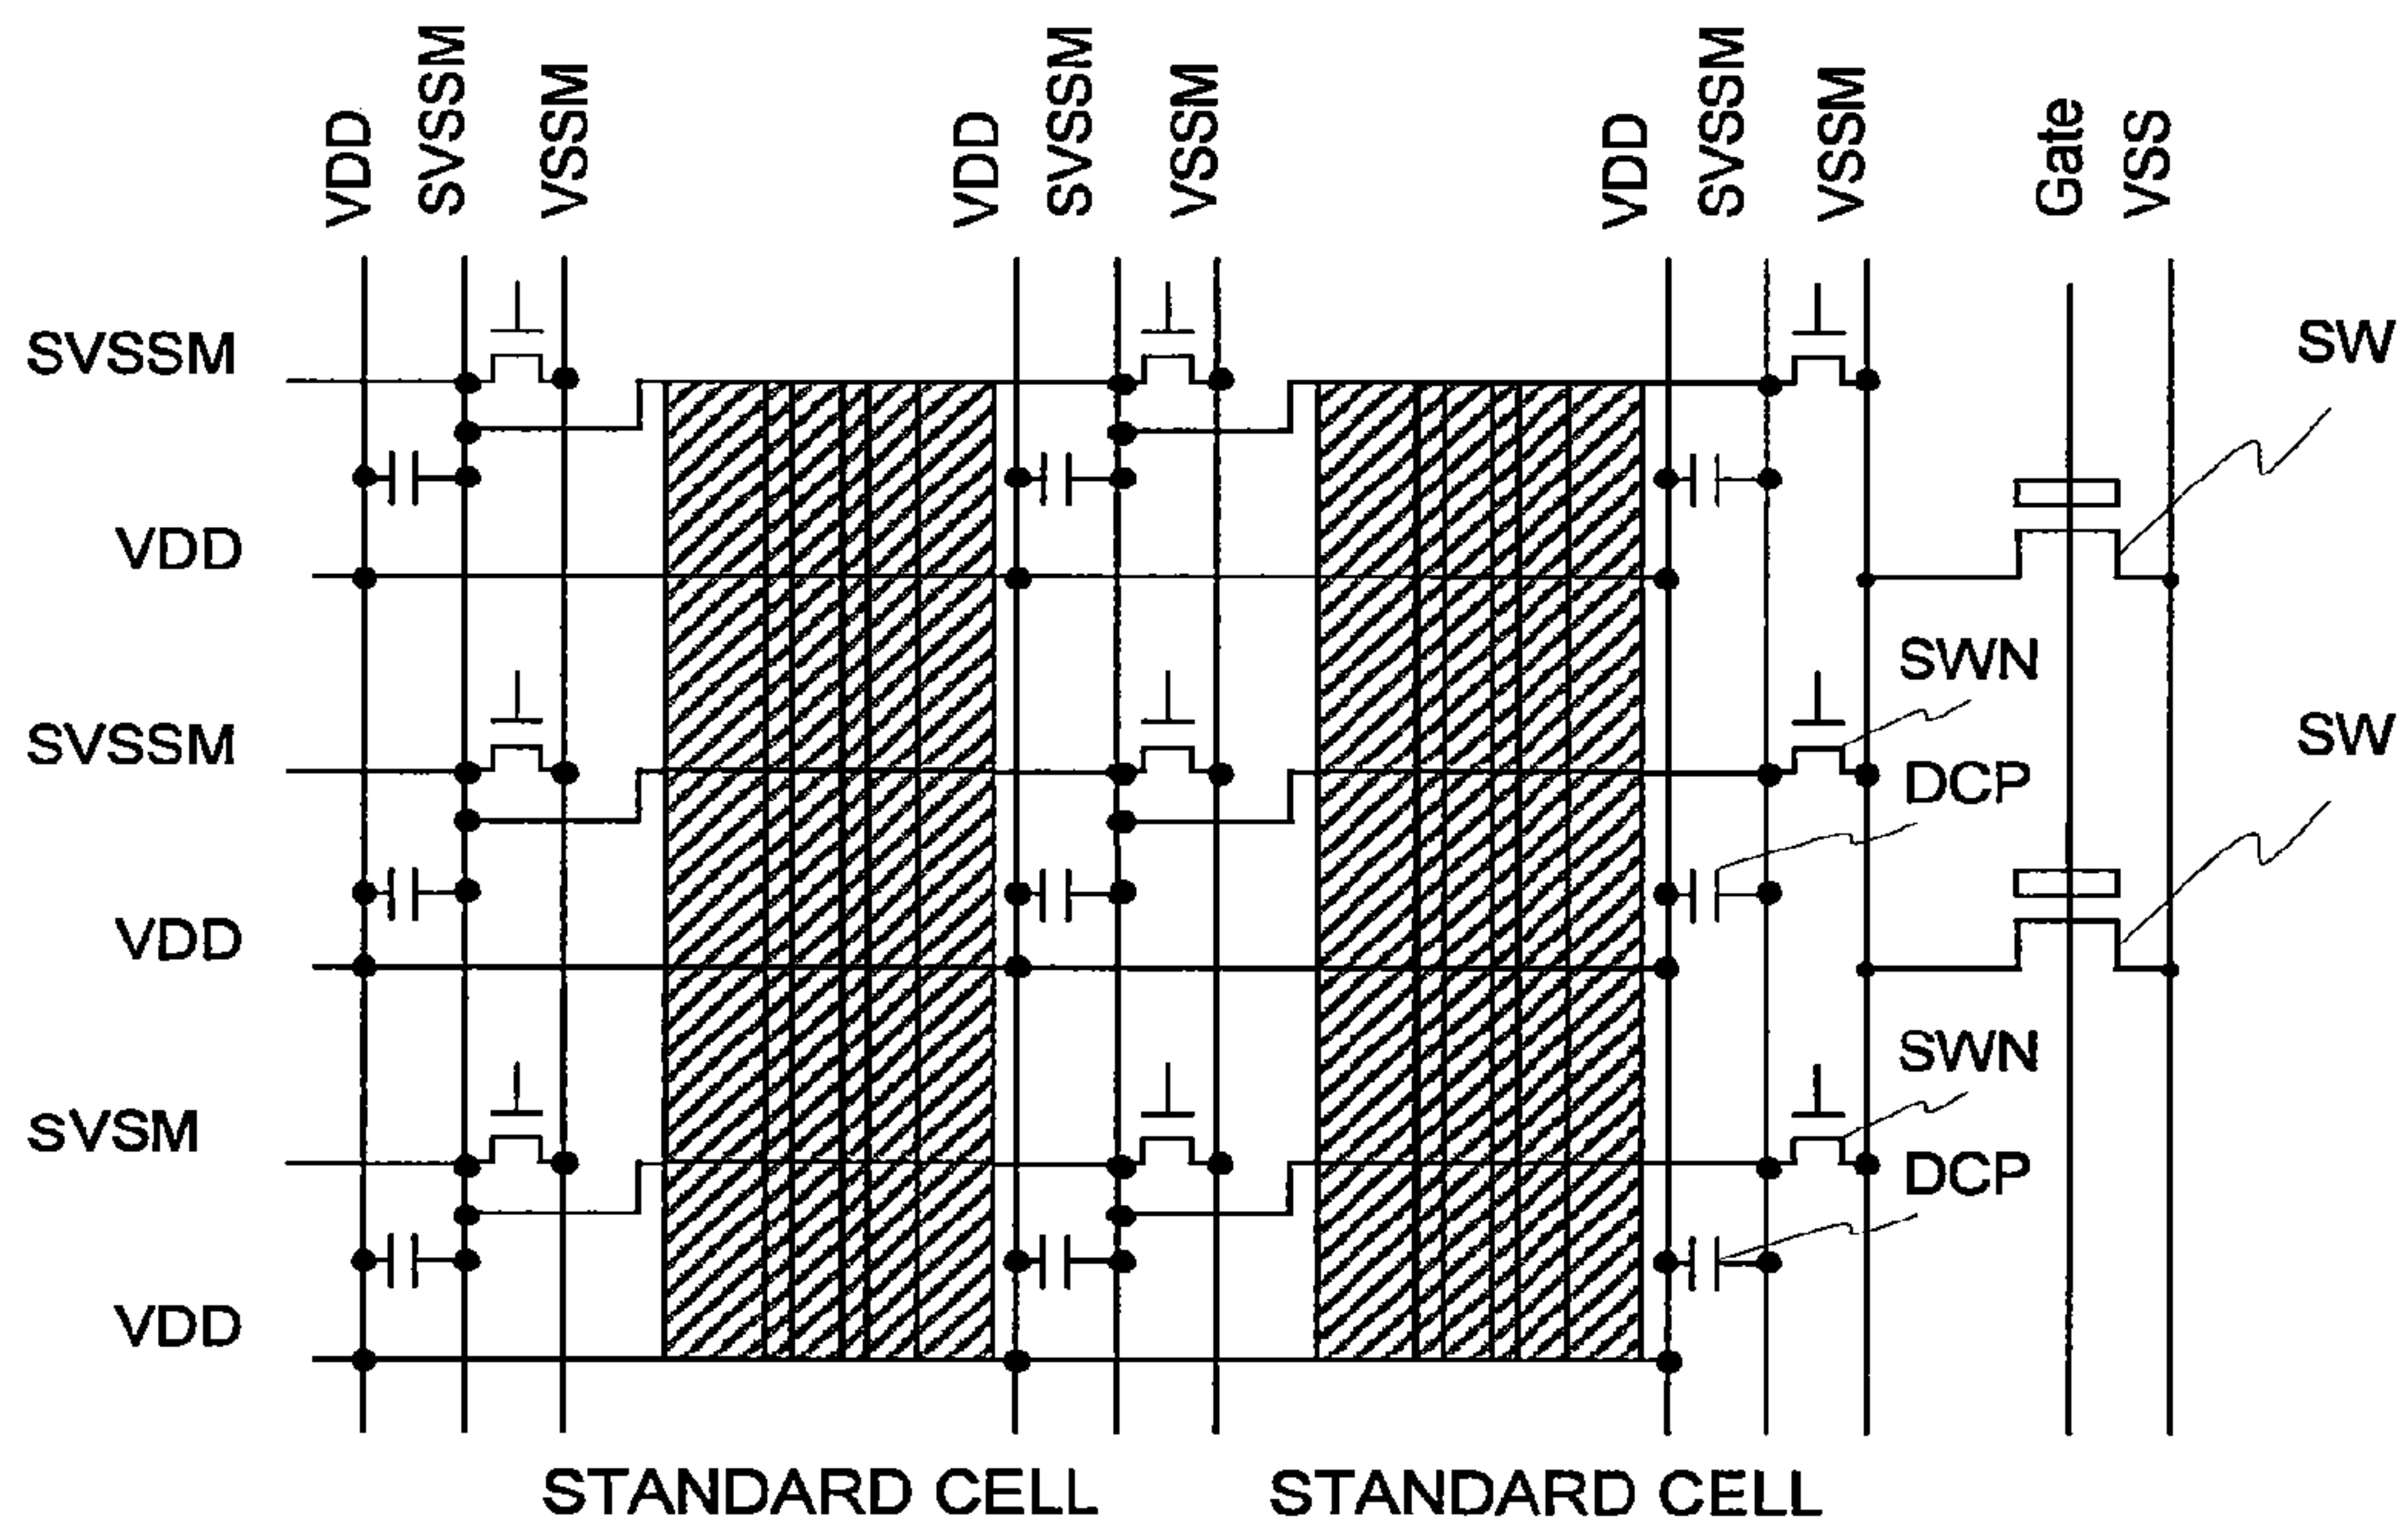 VDD
SVSSM
VSSM
VDD
SVSSM
VSSM
VDD
SVSSM
VSSM
Gate
VSS
SVSSM
SW
VDD
SWN
SVSSM
SW
DCP
VDD
SWN
SVSM
DCP
VDD
STANDARD CELL
STANDARD CELL